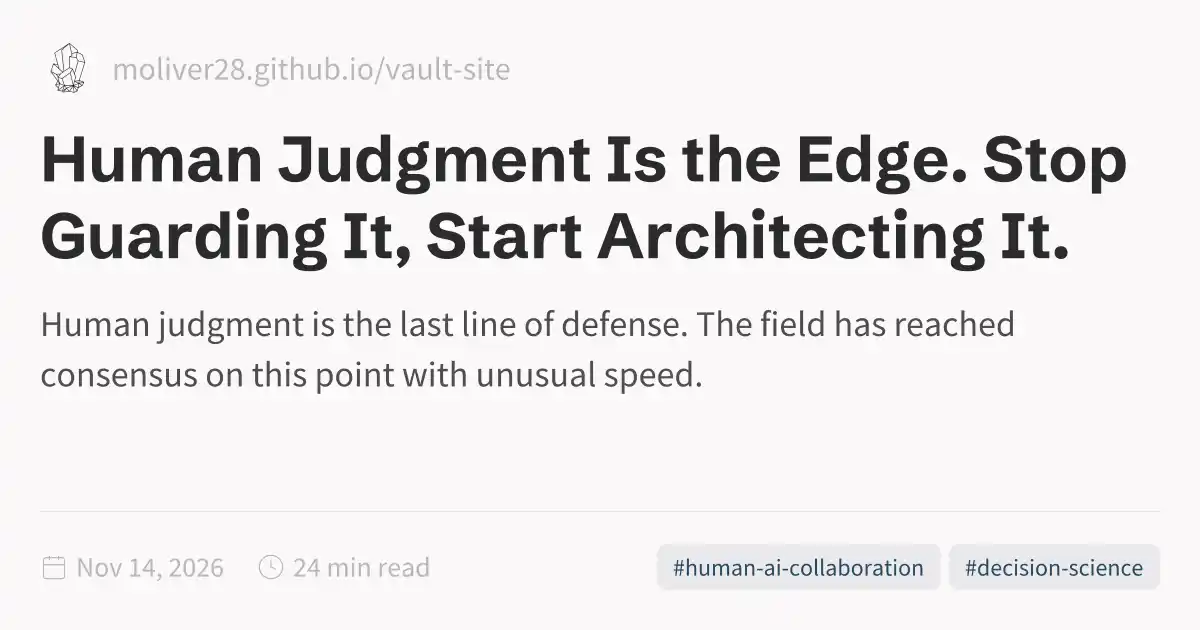 moliver28.github.io/vault-site
Human Judgment Is the Edge. Stop
Guarding It, Start Architecting It.
Human judgment is the last line of defense. The field has reached
consensus on this point with unusual speed.
Nov 14, 2026
24 min read
#human-ai-collaboration
#decision-science